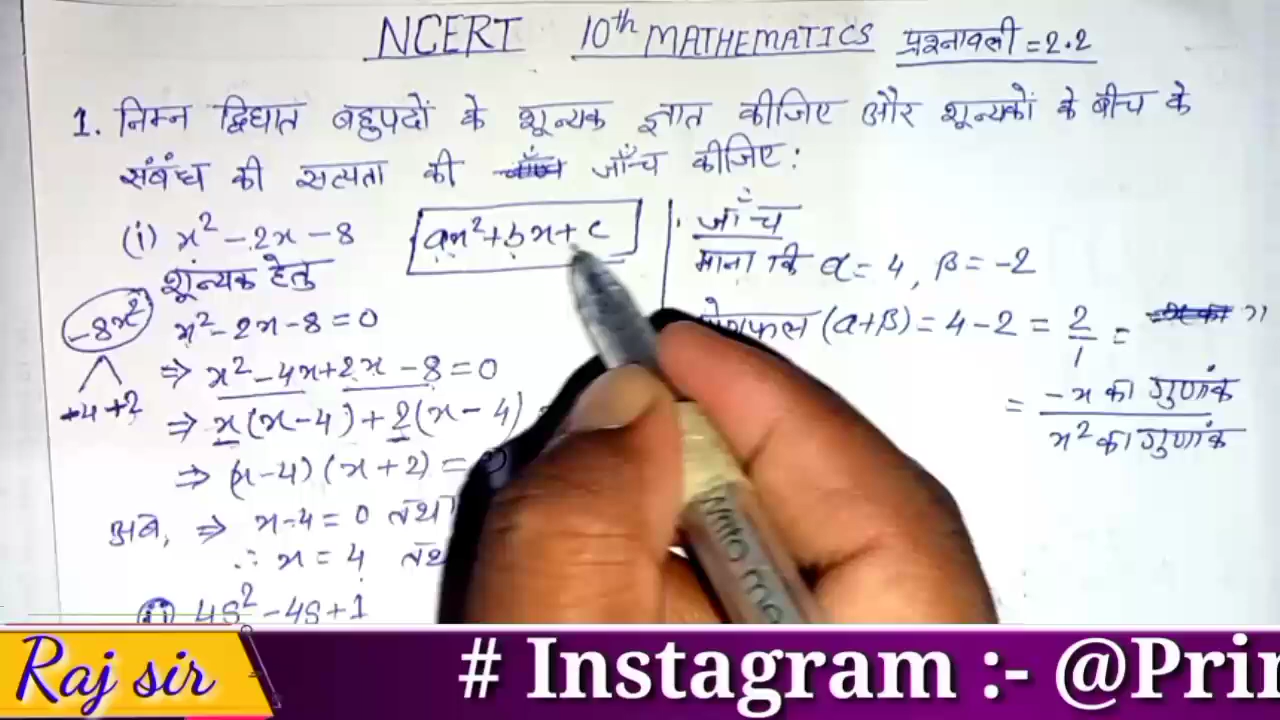 NCERT 10th MATHEMATICS प्रश्नावली = 2.2
1. निम्न द्विघात बहुपदों के शून्यक ज्ञात कीजिए और शून्यकों के बीच के
संबंध की सत्यता की जाँच कीजिए:
(i) x² - 2x - 8
ax² + bx + c
शून्यक हेतु
x² - 2x - 8 = 0
-8x²
-4 +2
⇒ x² - 4x + 2x - 8 = 0
⇒ x(x-4) + 2(x-4)
⇒ (x-4) (x+2) = 0
अब, ⇒ x-4 = 0
∴ x = 4
(ii) 4s² - 4s + 1
जाँच
माना कि α = 4, β = -2
(α+β) = 4-2 = 2/1 =
= -x का गुणांक / x² का गुणांक
Raj sir
# Instagram :- @Prin